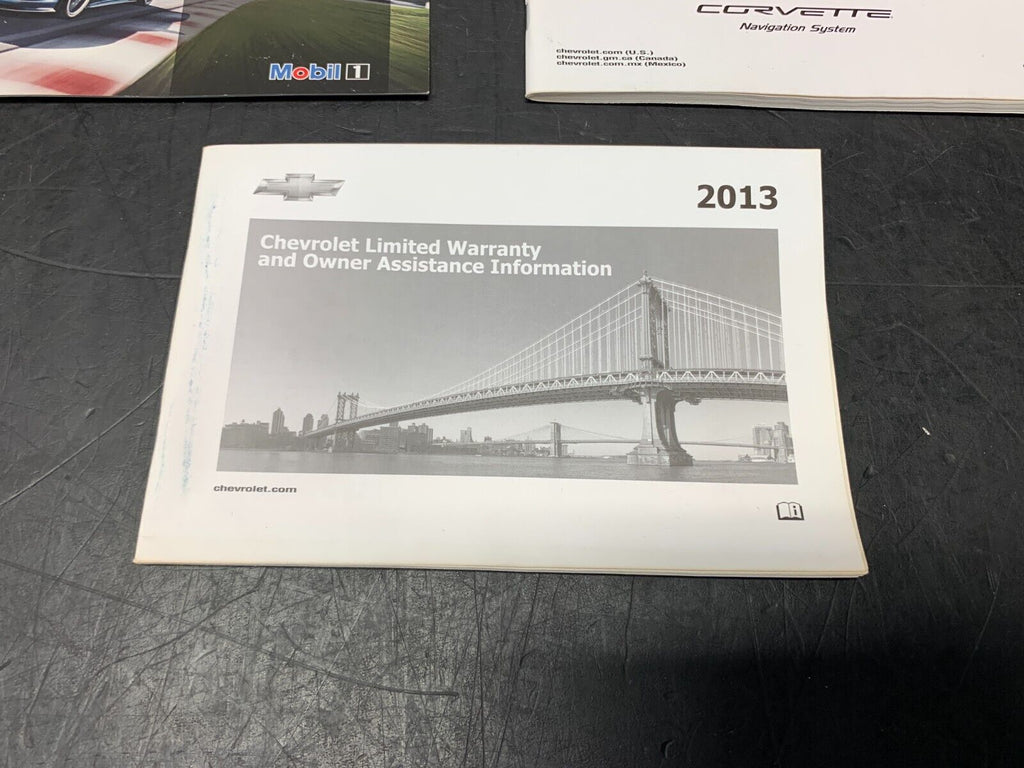 Mobil 1
CORVETTE
Navigation System
chevrolet.com (U.S.)
chevrolet.gm.ca (Canada)
chevrolet.com.mx (Mexico)
2013
Chevrolet Limited Warranty
and Owner Assistance Information
chevrolet.com
i